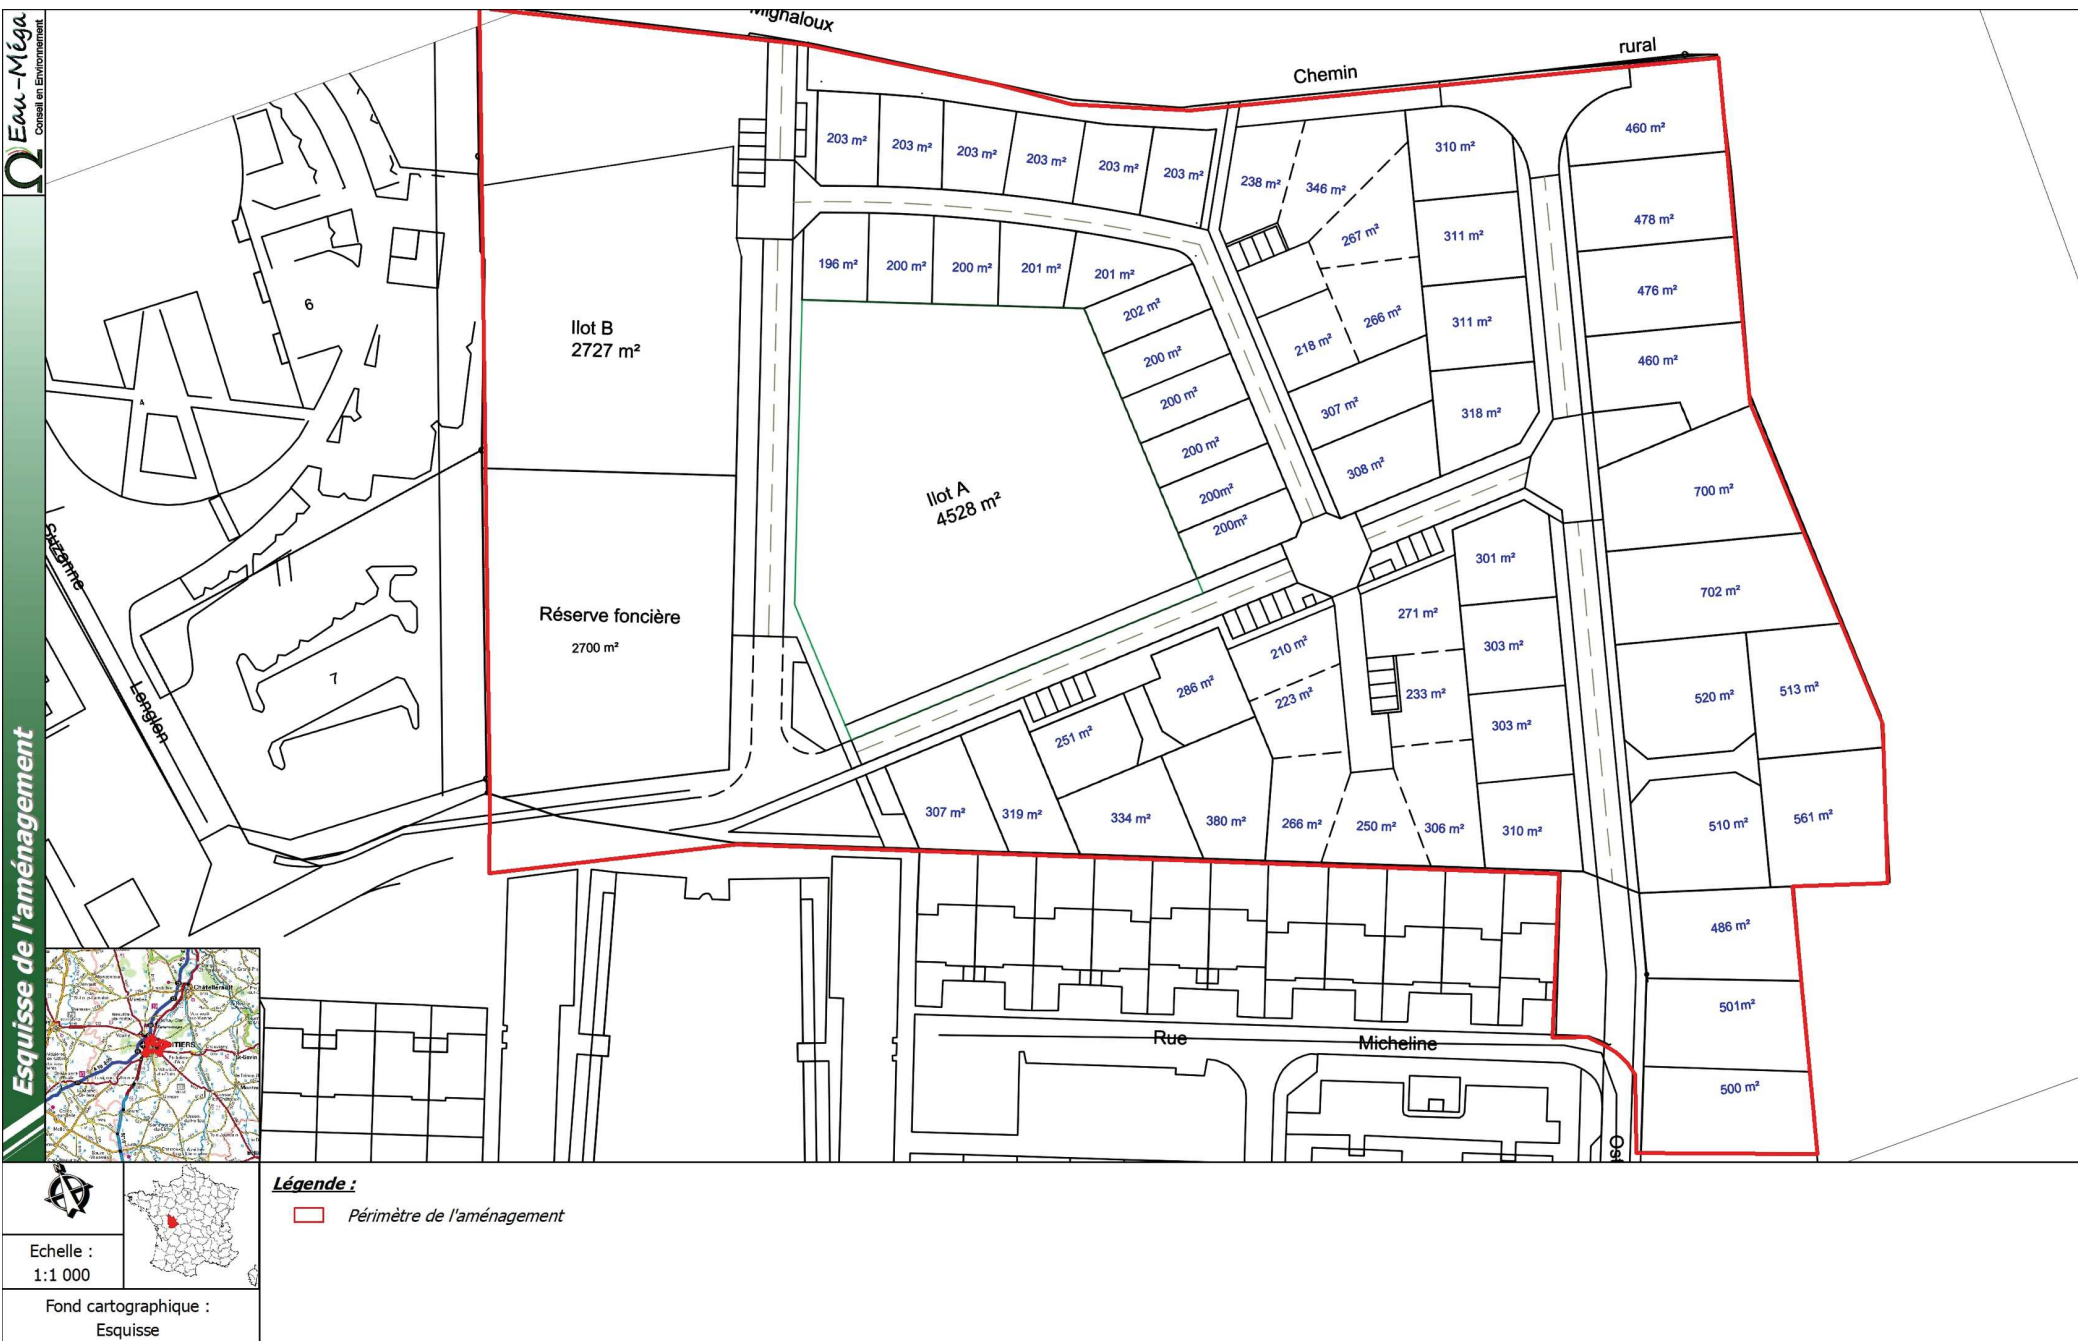 Eau-Méga
Conseil en Environnement
Esquisse de l'aménagement
Mignaloux
Chemin
rural
203 m²
203 m²
203 m²
203 m²
203 m²
203 m²
238 m²
346 m²
310 m²
460 m²
267 m²
311 m²
478 m²
196 m²
200 m²
200 m²
201 m²
201 m²
202 m²
266 m²
311 m²
476 m²
6
Ilot B
2727 m²
200 m²
218 m²
460 m²
4
200 m²
307 m²
318 m²
200 m²
308 m²
Ilot A
4528 m²
200m²
200m²
700 m²
Suzanne
301 m²
702 m²
Réserve foncière
2700 m²
271 m²
210 m²
303 m²
7
Lenglen
286 m²
223 m²
233 m²
520 m²
513 m²
251 m²
303 m²
307 m²
319 m²
334 m²
380 m²
266 m²
250 m²
306 m²
310 m²
510 m²
561 m²
486 m²
501m²
500 m²
Rue
Micheline
Châtellerault
Légende :
Périmètre de l'aménagement
Echelle :
1:1 000
Fond cartographique :
Esquisse